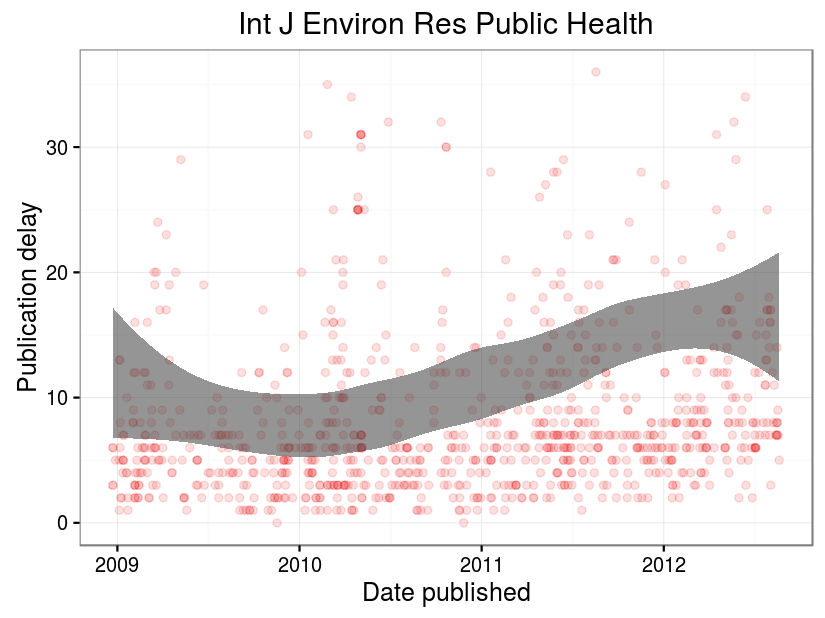 Int J Environ Res Public Health
Publication delay
30
20
10
0
2009 2010 2011 2012
Date published